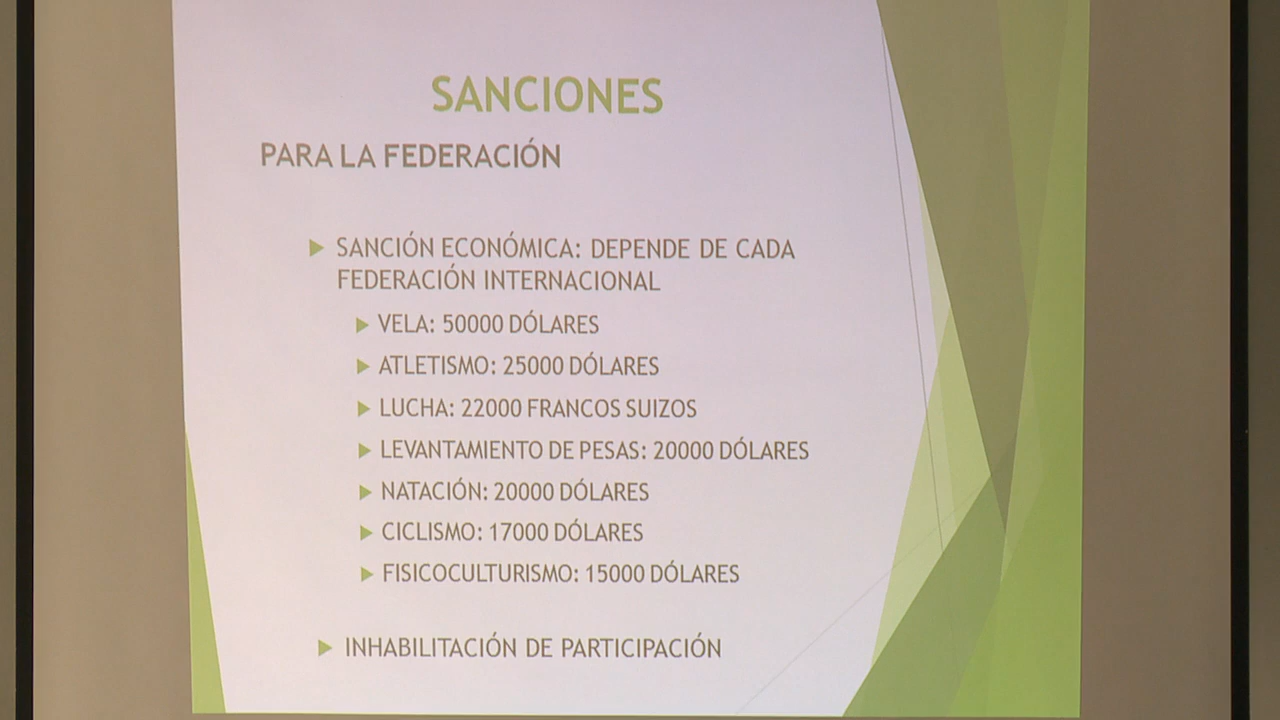 SANCIONES
PARA LA FEDERACIÓN
SANCIÓN ECONÓMICA: DEPENDE DE CADA
FEDERACIÓN INTERNACIONAL
VELA: 50000 DÓLARES
ATLETISMO: 25000 DÓLARES
LUCHA: 22000 FRANCOS SUIZOS
LEVANTAMIENTO DE PESAS: 20000 DÓLARES
NATACIÓN: 20000 DÓLARES
CICLISMO: 17000 DÓLARES
FISICOCULTURISMO: 15000 DÓLARES
INHABILITACIÓN DE PARTICIPACIÓN